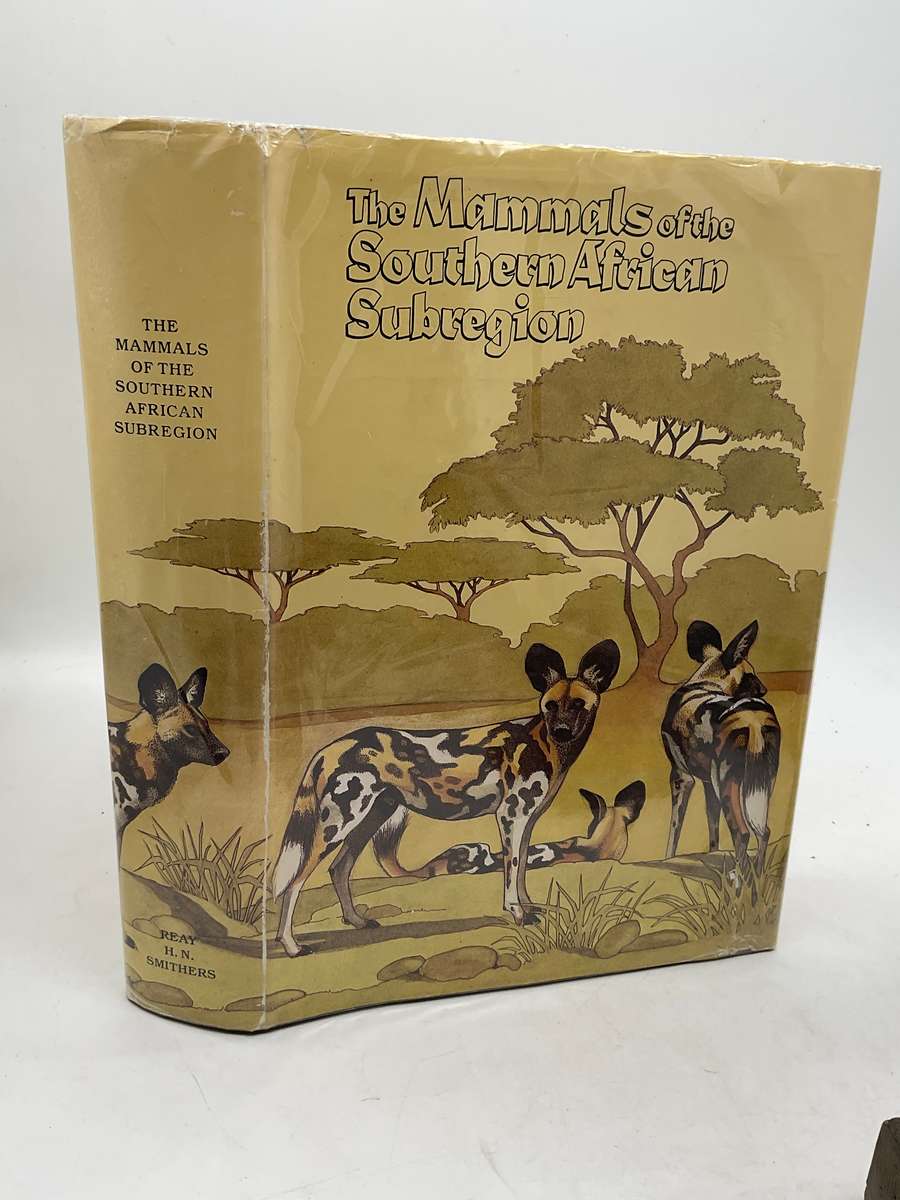 THE
MAMMALS
OF THE
SOUTHERN
AFRICAN
SUBREGION
REAY
H. N.
SMITHERS
The Mammals of the
Southern African
Subregion